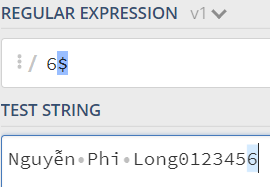 REGULAR EXPRESSION v1
/ 6$
TEST STRING
Nguyễn·Phi·Long0123456